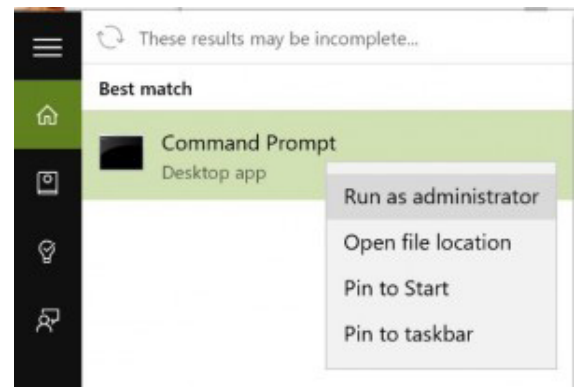 These results may be incomplete...
Best match
Command Prompt
Desktop app
Run as administrator
Open file location
Pin to Start
Pin to taskbar